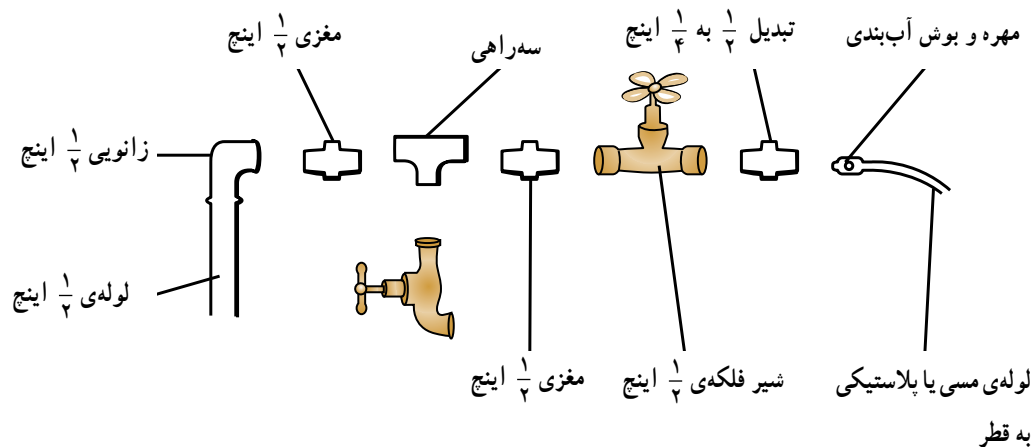 مهره و بوش آب‌بندی
تبدیل ۱/۲ به ۱/۴ اینچ
سه‌راهی
مغزی ۱/۲ اینچ
زانویی ۱/۲ اینچ
لوله‌ی ۱/۲ اینچ
لوله‌ی مسی یا پلاستیکی
به قطر
شیر فلکه‌ی ۱/۲ اینچ
مغزی ۱/۲ اینچ